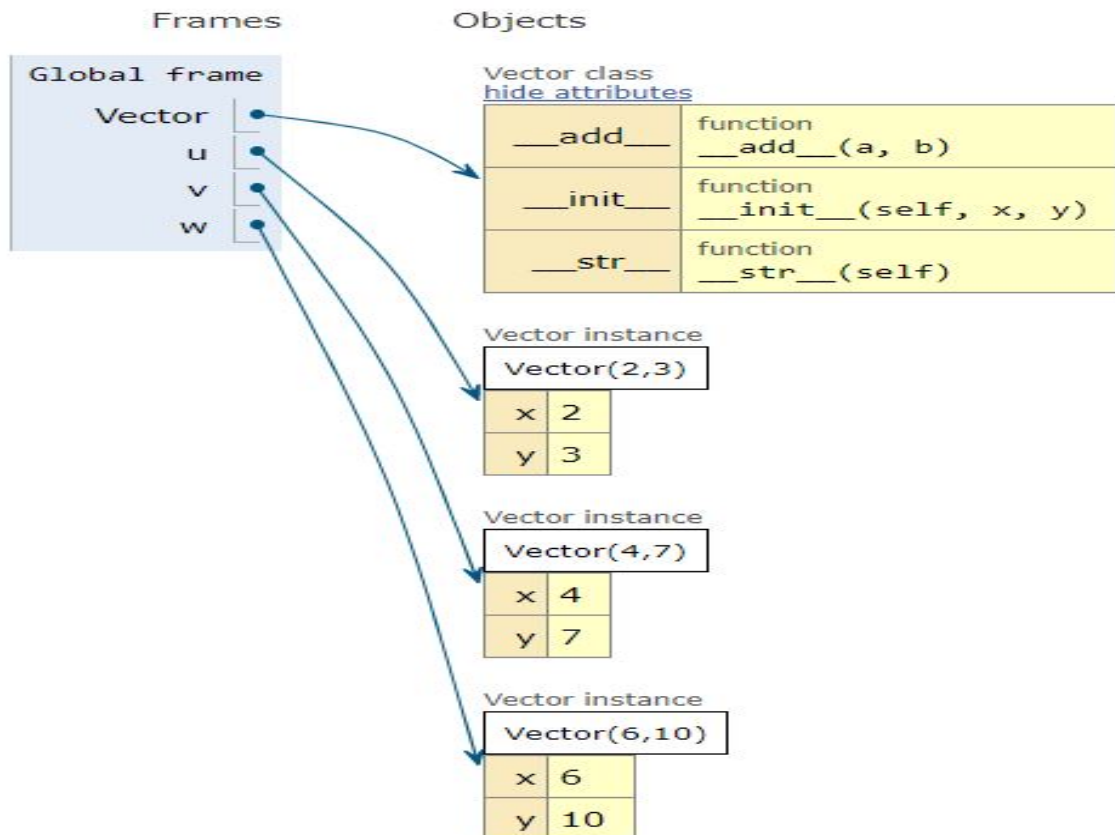 Frames Objects
Global frame
Vector
u
v
w
Vector class
hide attributes
__add__ function
__add__(a, b)
__init__ function
__init__(self, x, y)
__str__ function
__str__(self)
Vector instance
Vector(2,3)
x 2
y 3
Vector instance
Vector(4,7)
x 4
y 7
Vector instance
Vector(6,10)
x 6
y 10